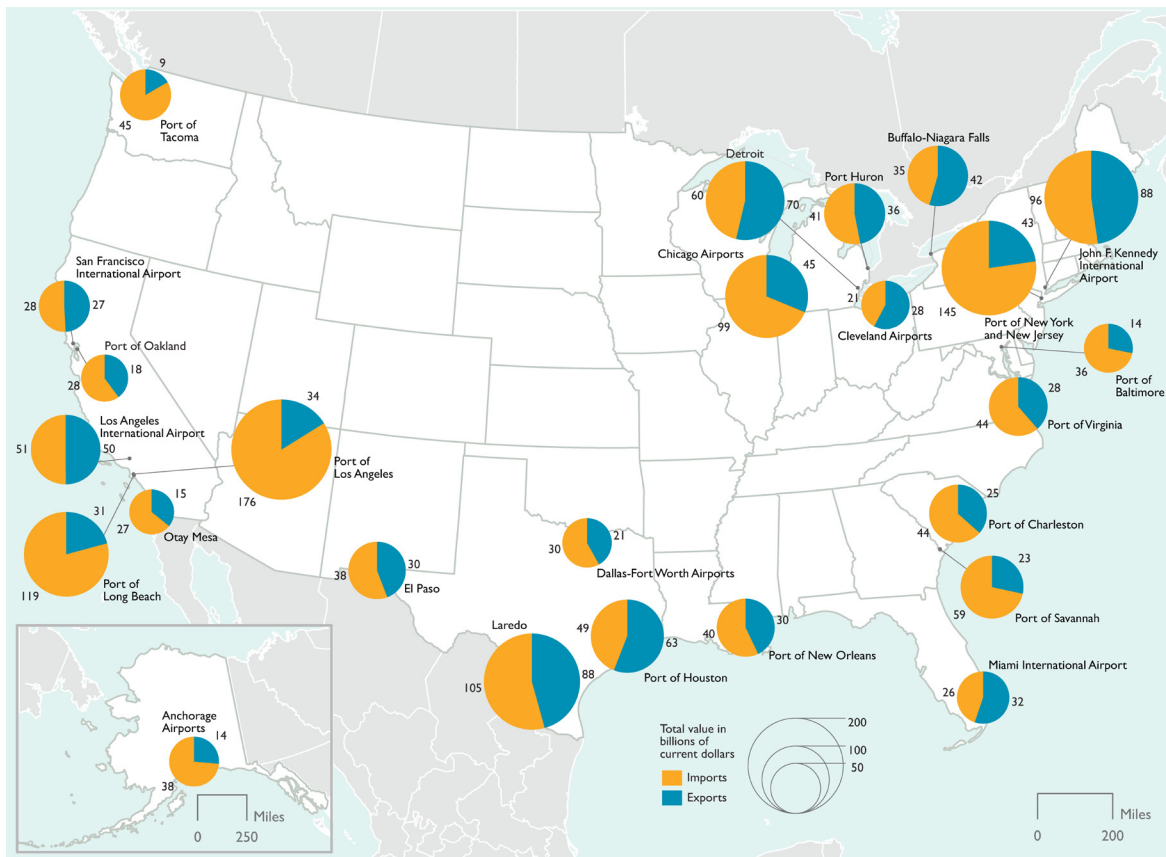 9
45
Port of
Tacoma
Buffalo-Niagara Falls
35
42
Detroit
60
70
Port Huron
41
36
96
88
John F. Kennedy
International
Airport
43
145
Port of New York
and New Jersey
Chicago Airports
45
99
21
28
Cleveland Airports
14
36
Port of
Baltimore
San Francisco
International Airport
28
27
Port of Oakland
18
28
Los Angeles
International Airport
51
50
34
Port of
Los Angeles
176
28
44
Port of Virginia
15
27
Otay Mesa
31
Port of
Long Beach
119
25
44
Port of Charleston
23
59
Port of Savannah
21
30
Dallas-Fort Worth Airports
30
38
El Paso
Laredo
105
88
49
63
Port of Houston
40
30
Port of New Orleans
Miami International Airport
26
32
Anchorage
Airports
14
38
Miles
0
250
Total value in
billions of
current dollars
Imports
Exports
200
100
50
Miles
0
200